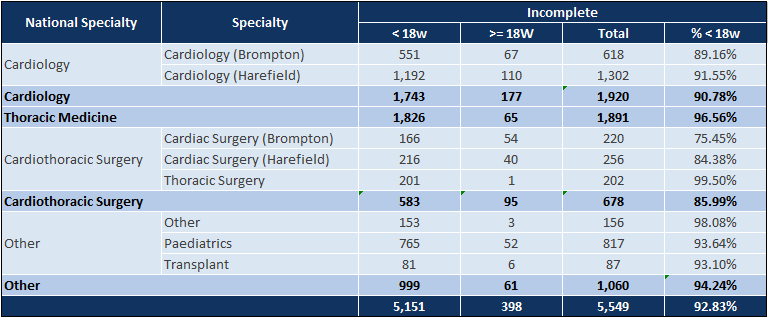 National Specialty Specialty Incomplete
< 18w >= 18W Total % < 18w
Cardiology Cardiology (Brompton) 551 67 618 89.16%
Cardiology (Harefield) 1,192 110 1,302 91.55%
Cardiology 1,743 177 1,920 90.78%
Thoracic Medicine 1,826 65 1,891 96.56%
Cardiothoracic Surgery Cardiac Surgery (Brompton) 166 54 220 75.45%
Cardiac Surgery (Harefield) 216 40 256 84.38%
Thoracic Surgery 201 1 202 99.50%
Cardiothoracic Surgery 583 95 678 85.99%
Other Other 153 3 156 98.08%
Paediatrics 765 52 817 93.64%
Transplant 81 6 87 93.10%
Other 999 61 1,060 94.24%
5,151 398 5,549 92.83%